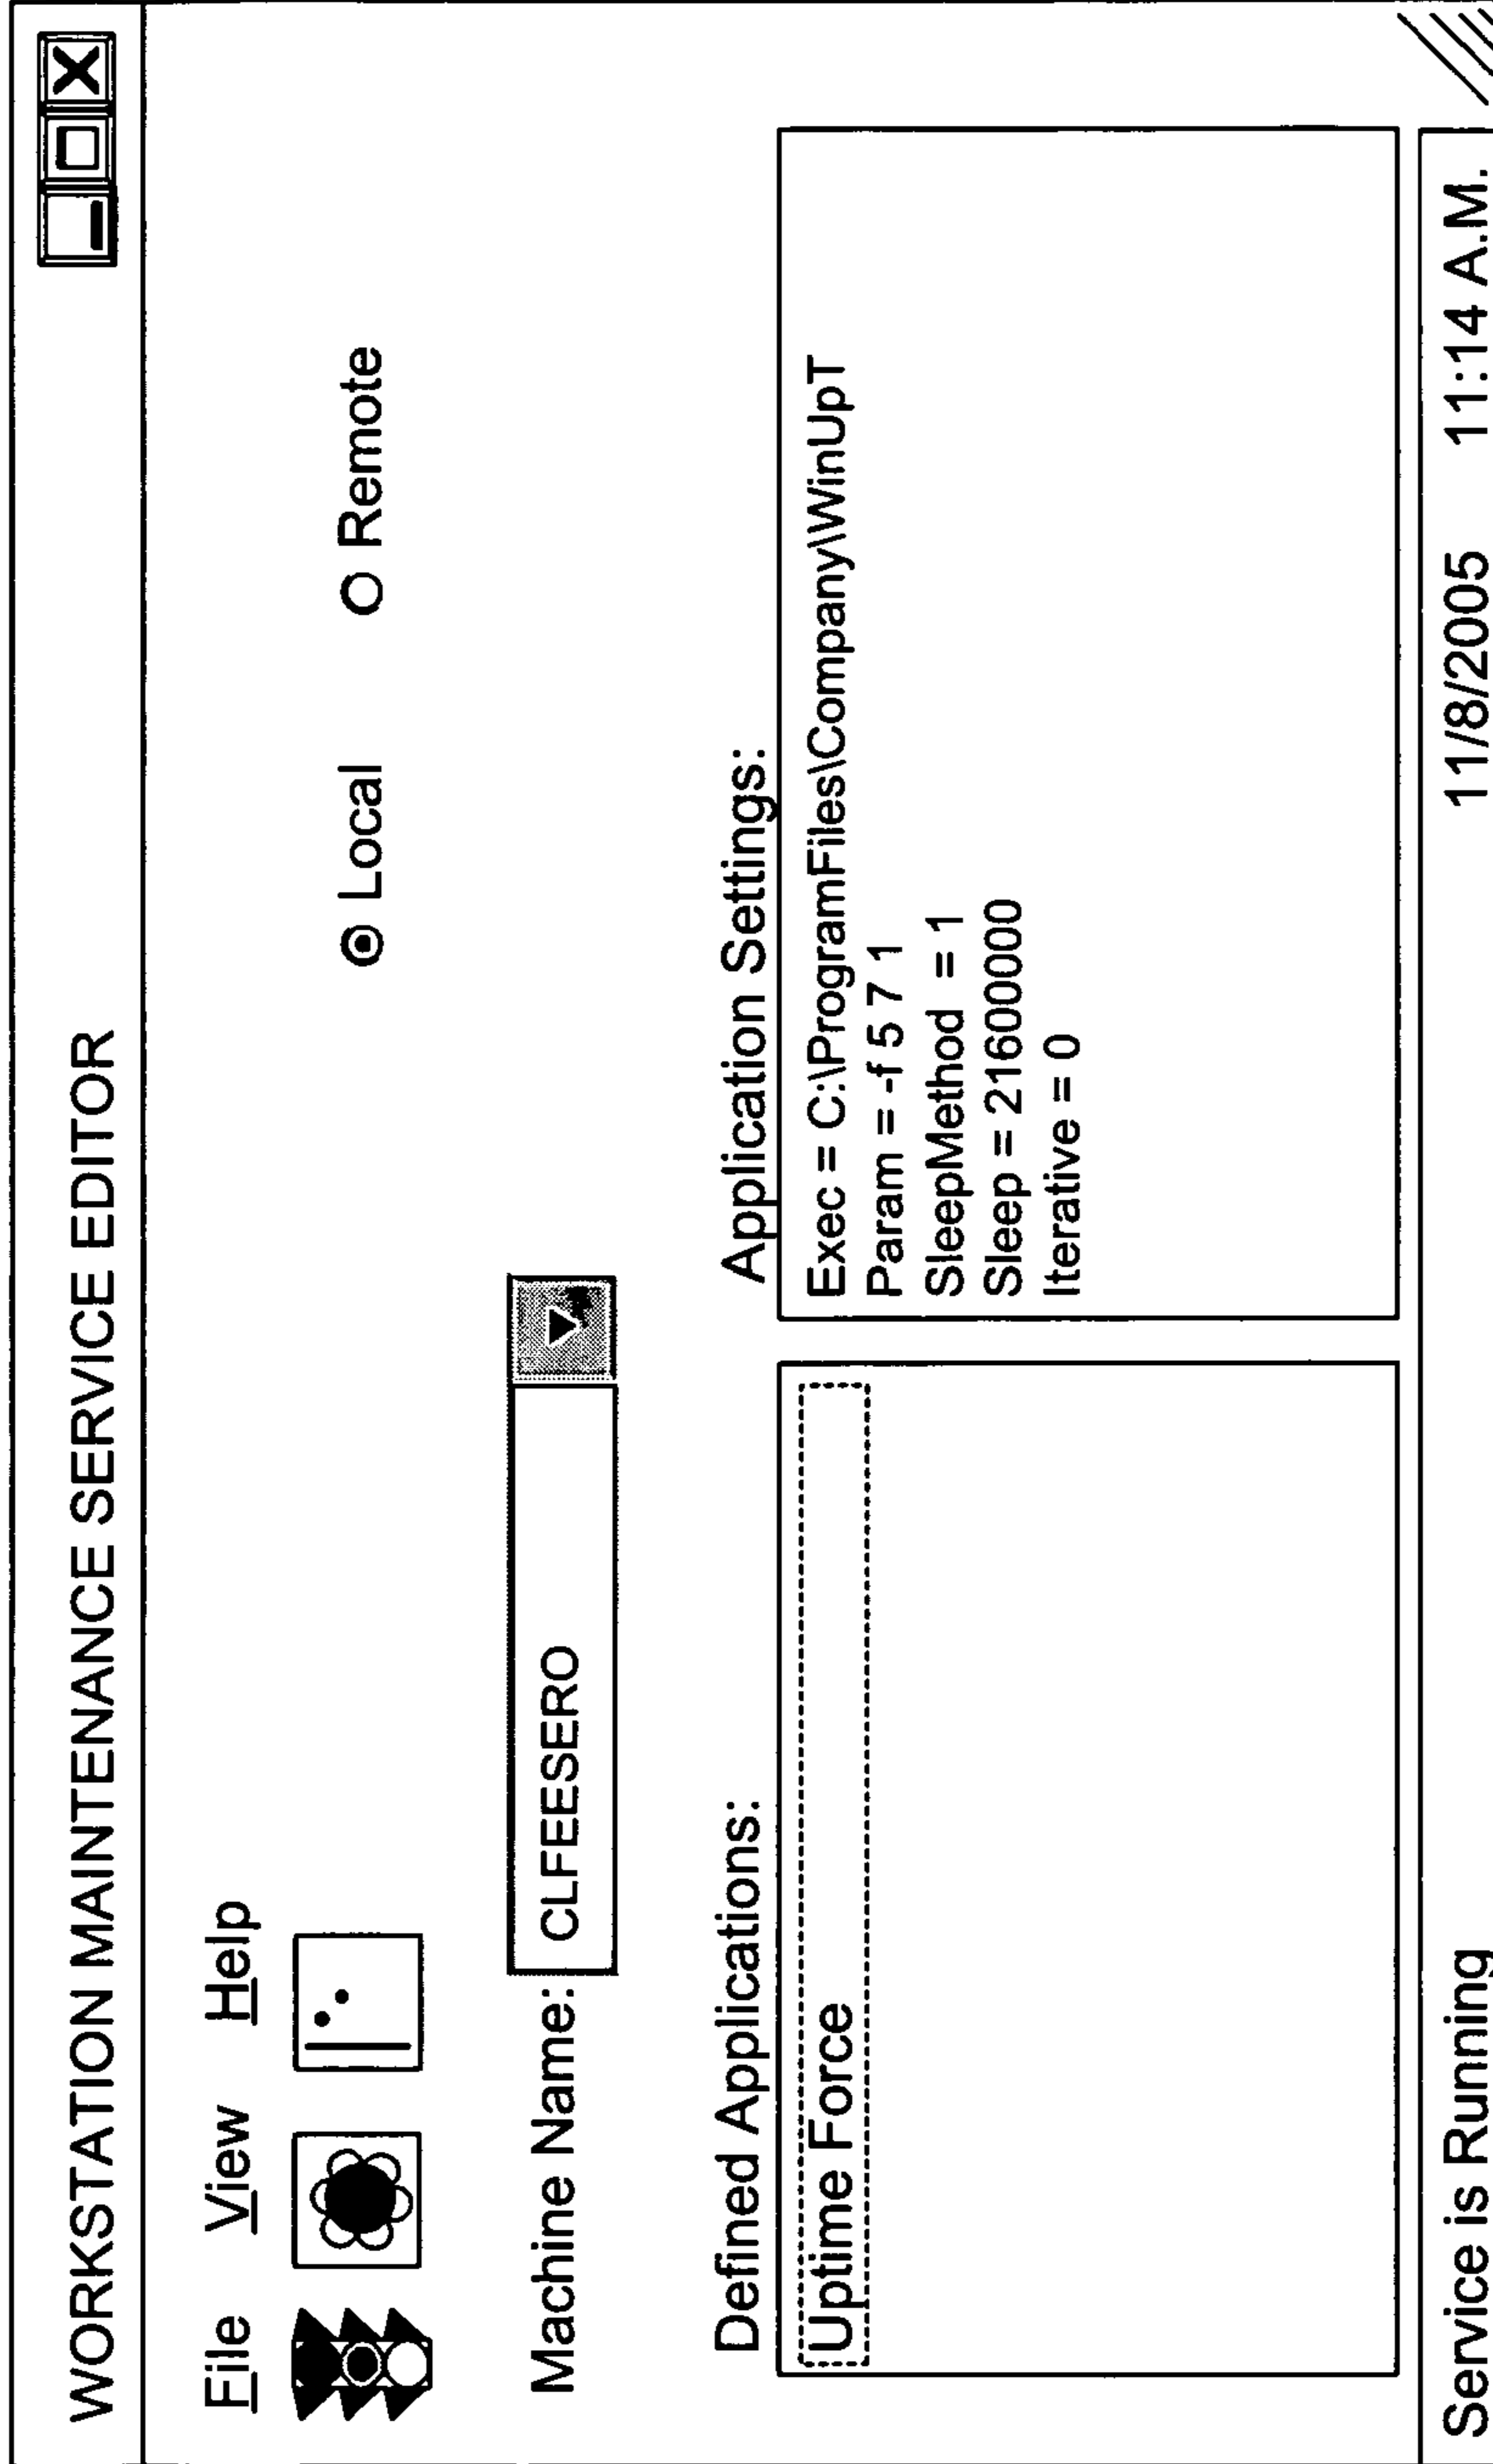 WORKSTATION MAINTENANCE SERVICE EDITOR
File View Help
Local Remote
Machine Name: CLFEESERO
Defined Applications:
Uptime Force
Application Settings:
Exec = C:\ProgramFiles\Company\WinUpT
Param = -f 5 7 1
SleepMethod = 1
Sleep = 21600000
Iterative = 0
Service is Running 11/8/2005 11:14 A.M.